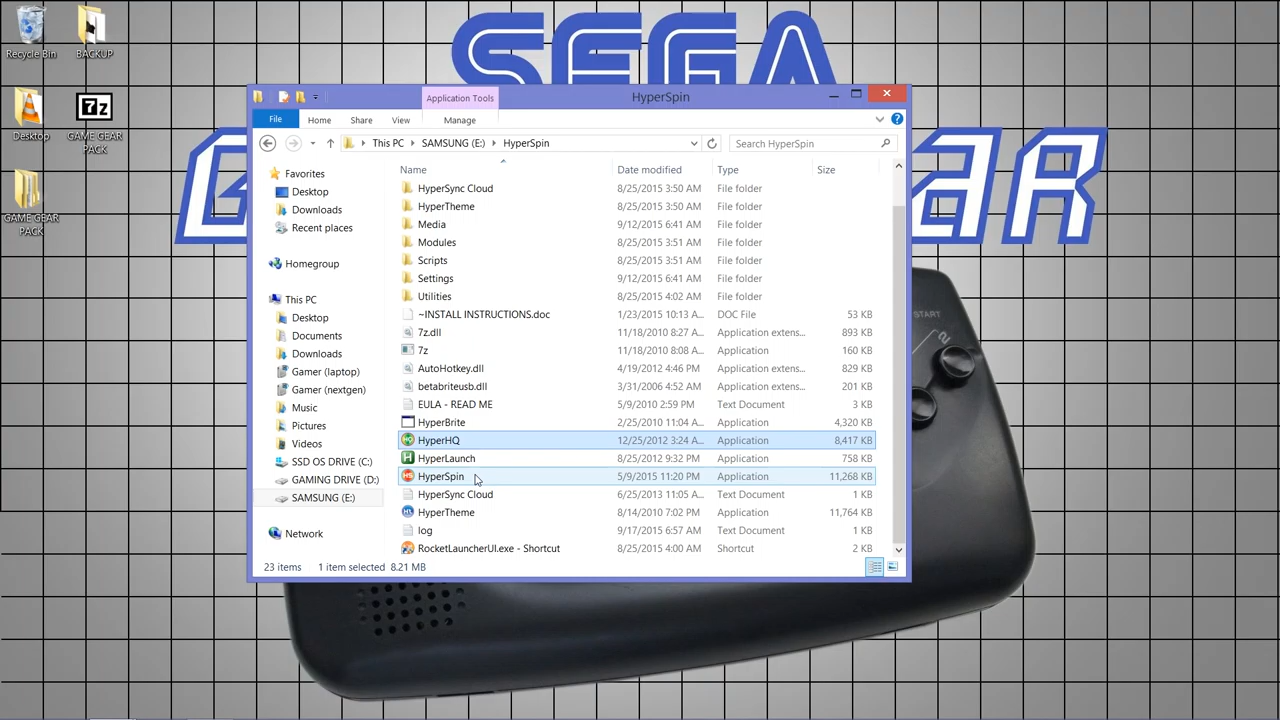 SEGA
Recycle Bin
BACKUP
Desktop
7z
GAME GEAR
PACK
GAME GEAR
PACK
Application Tools
HyperSpin
File
Home
Share
View
Manage
This PC
SAMSUNG (E:)
HyperSpin
Search HyperSpin
Name
Date modified
Type
Size
Favorites
Desktop
Downloads
Recent places
Homegroup
This PC
Desktop
Documents
Downloads
Gamer (laptop)
Gamer (nextgen)
Music
Pictures
Videos
SSD OS DRIVE (C:)
GAMING DRIVE (D:)
SAMSUNG (E:)
Network
HyperSync Cloud 8/25/2015 3:50 AM File folder
HyperTheme 8/25/2015 3:50 AM File folder
Media 9/12/2015 6:41 AM File folder
Modules 8/25/2015 3:51 AM File folder
Scripts 8/25/2015 3:51 AM File folder
Settings 9/12/2015 6:41 AM File folder
Utilities 8/25/2015 4:02 AM File folder
~INSTALL INSTRUCTIONS.doc 1/23/2015 10:13 A... DOC File 53 KB
7z.dll 11/18/2010 8:27 A... Application extens... 893 KB
7z 11/18/2010 8:08 A... Application 160 KB
AutoHotkey.dll 4/19/2012 4:46 PM Application extens... 829 KB
betabriteusb.dll 3/31/2006 4:52 AM Application extens... 201 KB
EULA - READ ME 5/9/2010 2:59 PM Text Document 3 KB
HyperBrite 2/25/2010 11:04 A... Application 4,320 KB
HyperHQ 12/25/2012 3:24 A... Application 8,417 KB
HyperLaunch 8/25/2012 9:32 PM Application 758 KB
HyperSpin 5/9/2015 11:20 PM Application 11,268 KB
HyperSync Cloud 6/25/2013 11:05 A... Text Document 1 KB
HyperTheme 8/14/2010 7:02 PM Application 11,764 KB
log 9/17/2015 6:57 AM Text Document 1 KB
RocketLauncherUI.exe - Shortcut 8/25/2015 4:00 AM Shortcut 2 KB
23 items
1 item selected 8.21 MB
START
2